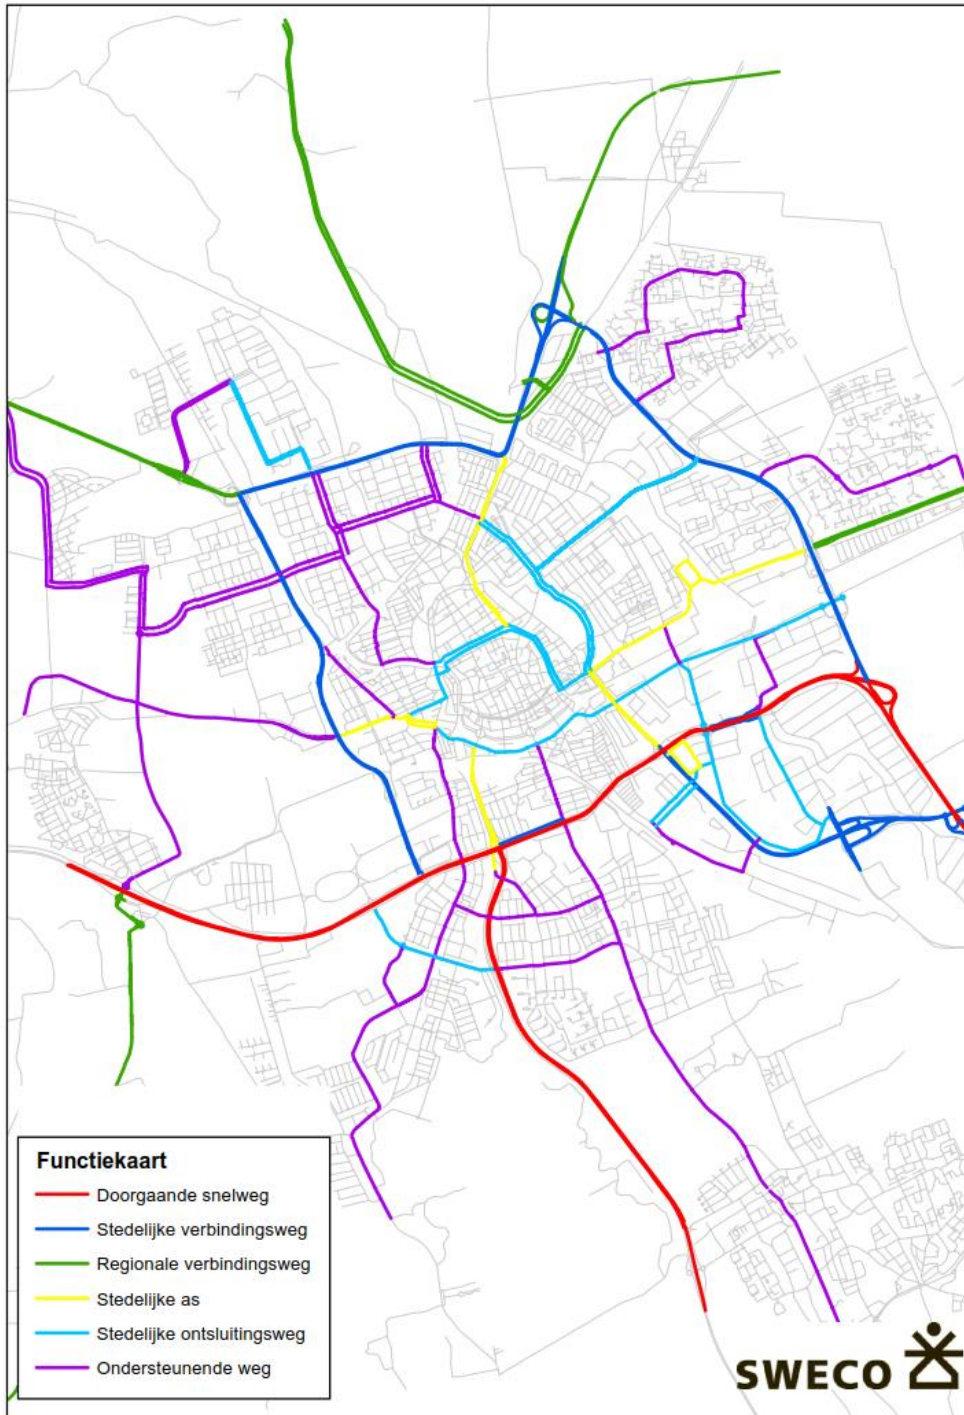 Functiekaart
Doorgaande snelweg
Stedelijke verbindingsweg
Regionale verbindingsweg
Stedelijke as
Stedelijke ontsluitingsweg
Ondersteunende weg
SWECO